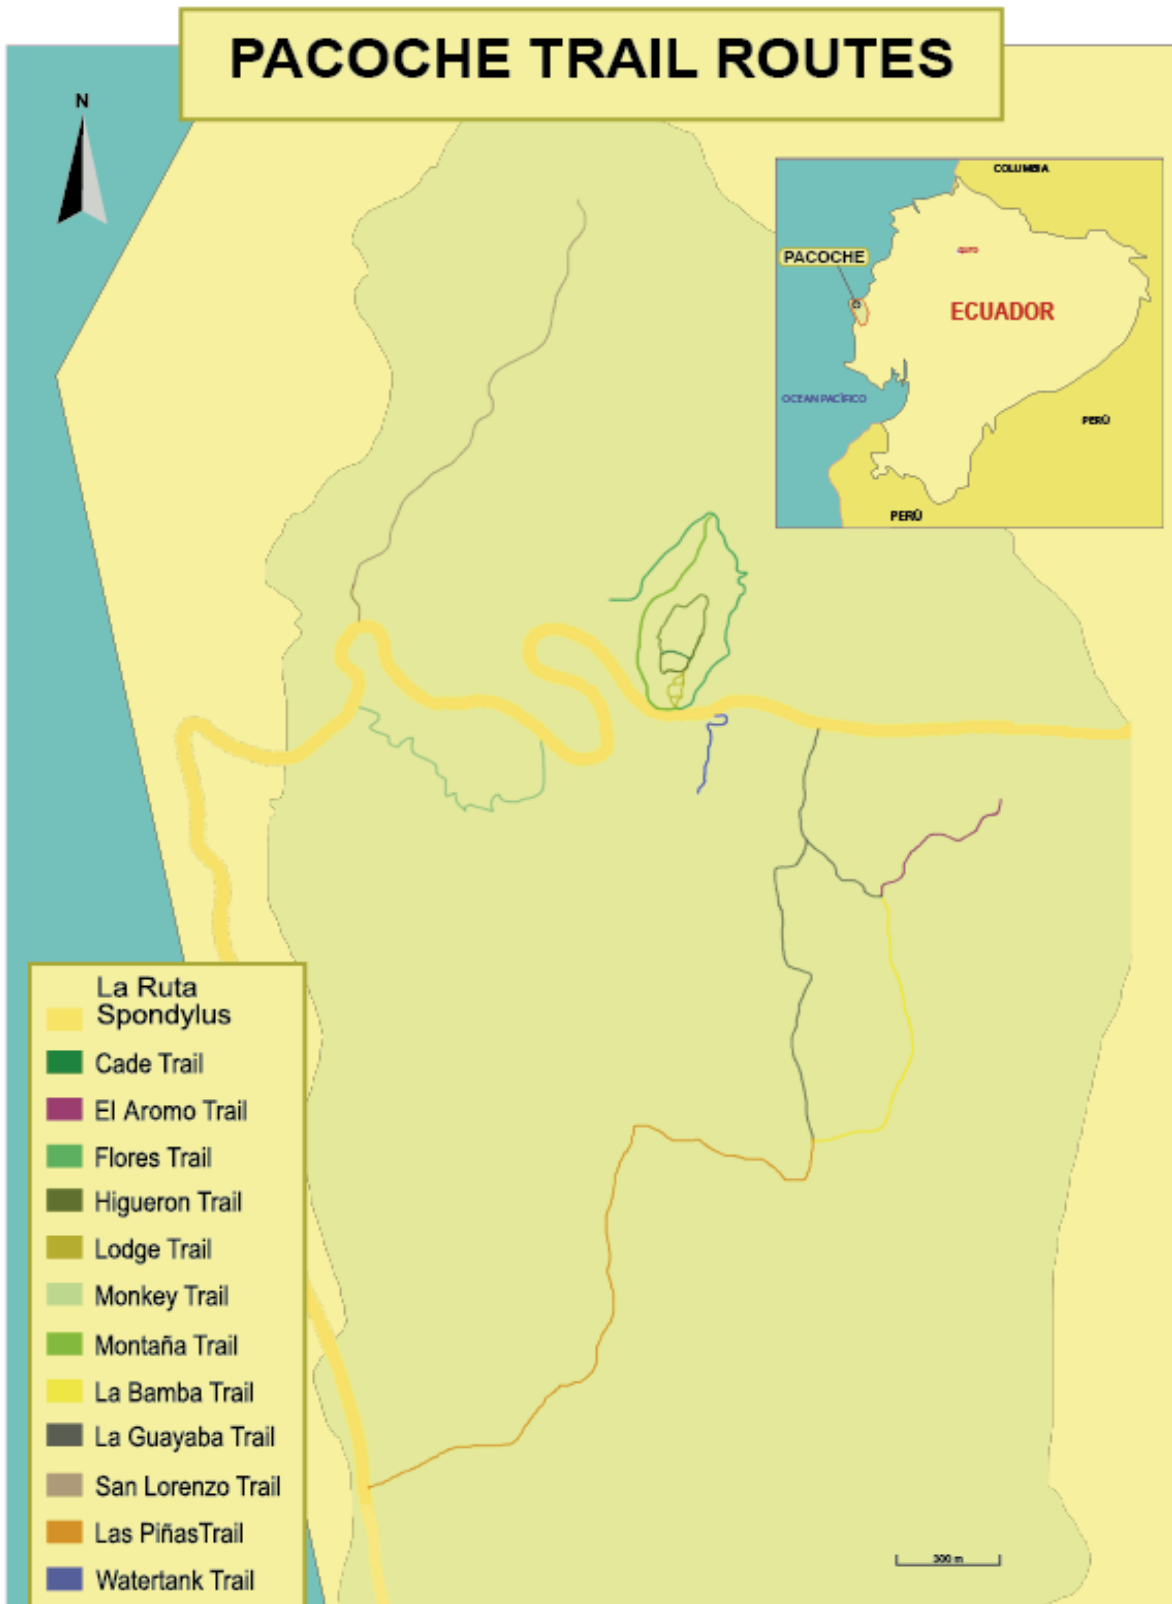 PACOCHE TRAIL ROUTES
N
COLUMBIA
QUITO
PACOCHE
ECUADOR
OCEAN PACÍFICO
PERÚ
PERÚ
La Ruta
Spondylus
Cade Trail
El Aromo Trail
Flores Trail
Higueron Trail
Lodge Trail
Monkey Trail
Montaña Trail
La Bamba Trail
La Guayaba Trail
San Lorenzo Trail
Las PiñasTrail
Watertank Trail
300 m